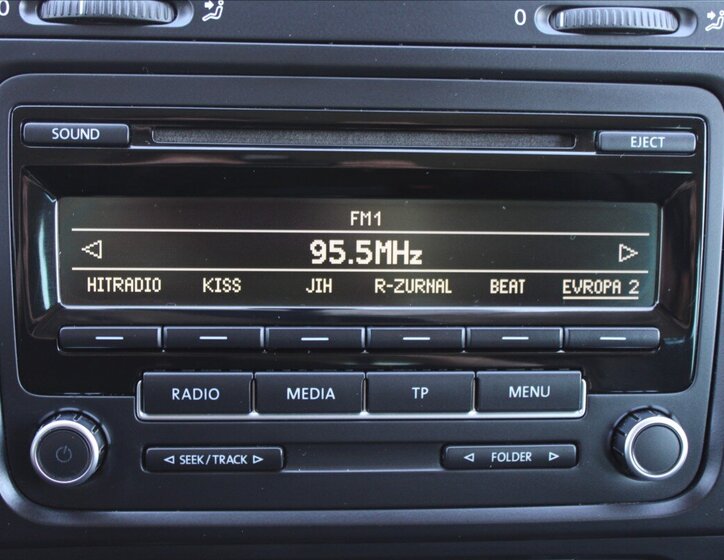 0 0
SOUND EJECT
FM1
95.5MHz
HITRADIO KISS JIH R-ZURNAL BEAT EVROPA 2
RADIO MEDIA TP MENU
SEEK/TRACK FOLDER